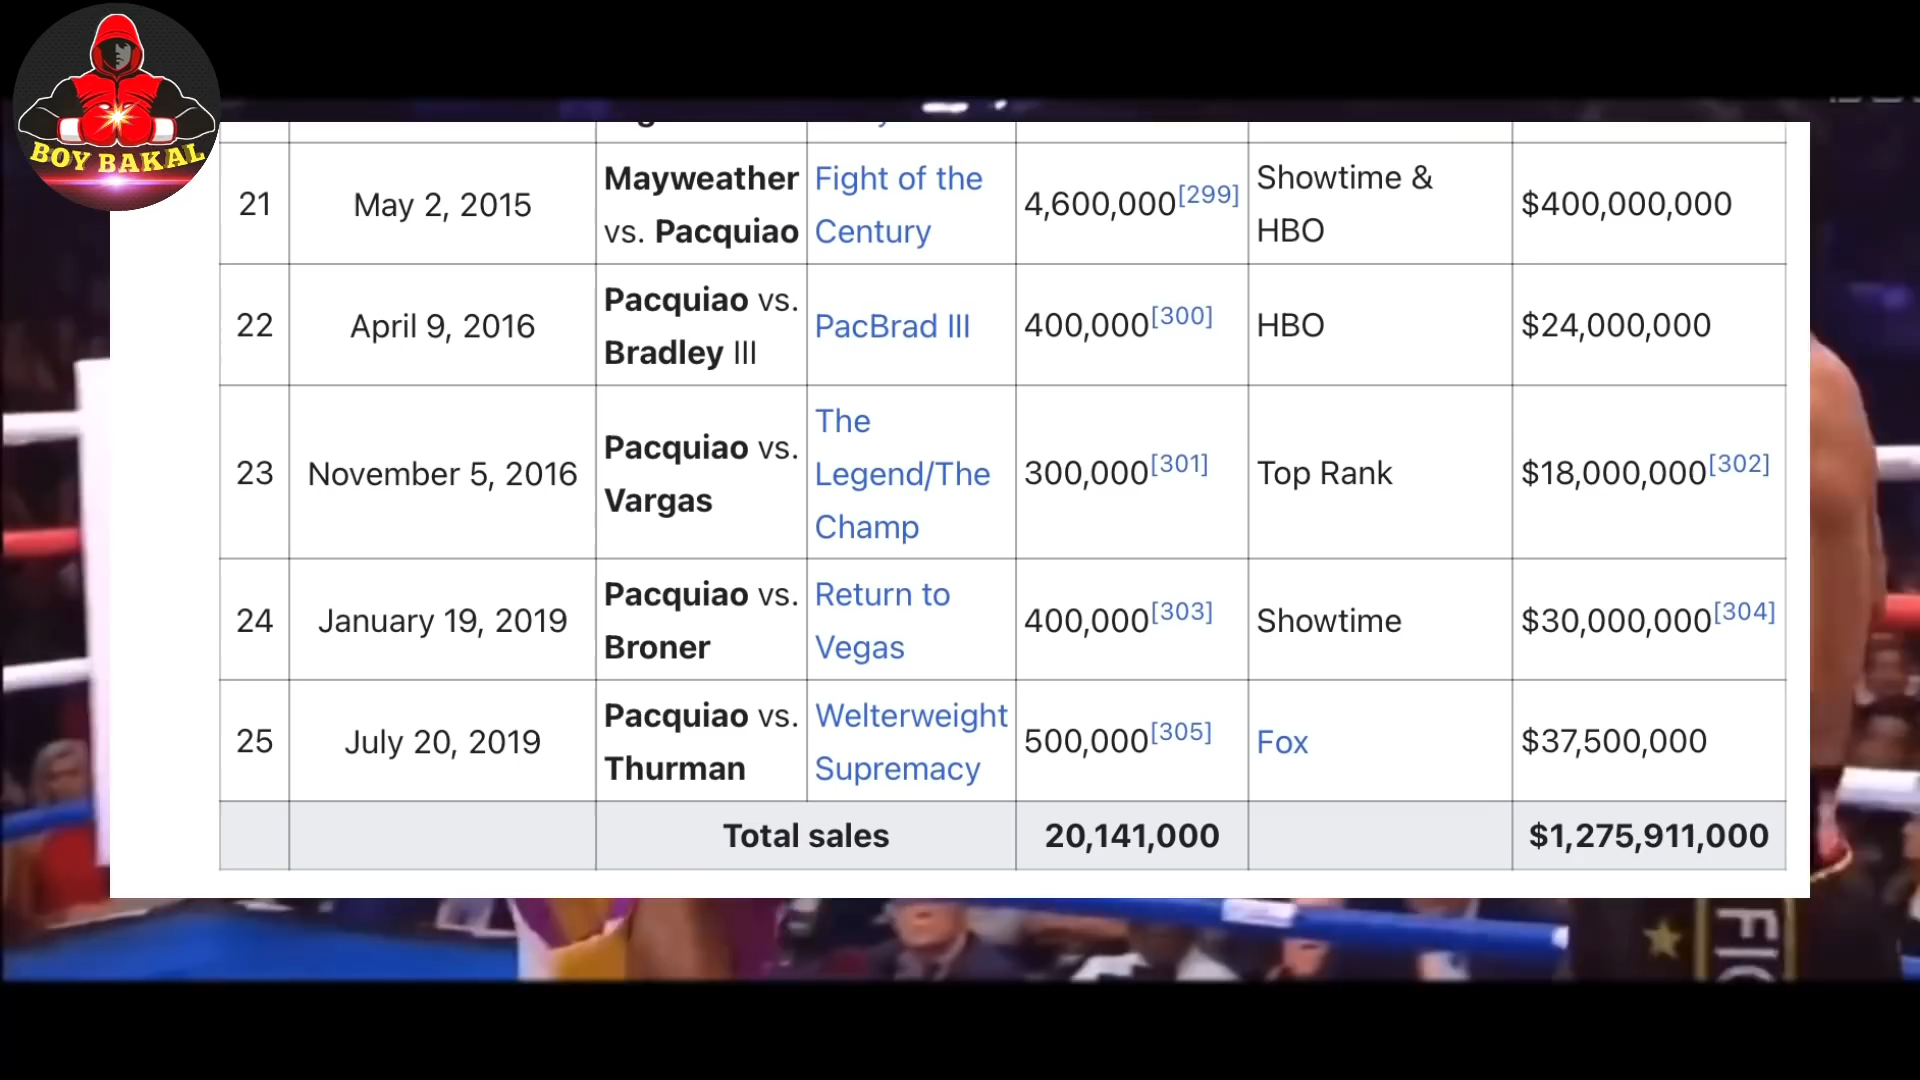 BOY BAKAL
21 May 2, 2015 Mayweather vs. Pacquiao Fight of the Century 4,600,000[299] Showtime & HBO $400,000,000
22 April 9, 2016 Pacquiao vs. Bradley III PacBrad III 400,000[300] HBO $24,000,000
23 November 5, 2016 Pacquiao vs. Vargas The Legend/The Champ 300,000[301] Top Rank $18,000,000[302]
24 January 19, 2019 Pacquiao vs. Broner Return to Vegas 400,000[303] Showtime $30,000,000[304]
25 July 20, 2019 Pacquiao vs. Thurman Welterweight Supremacy 500,000[305] Fox $37,500,000
Total sales 20,141,000 $1,275,911,000